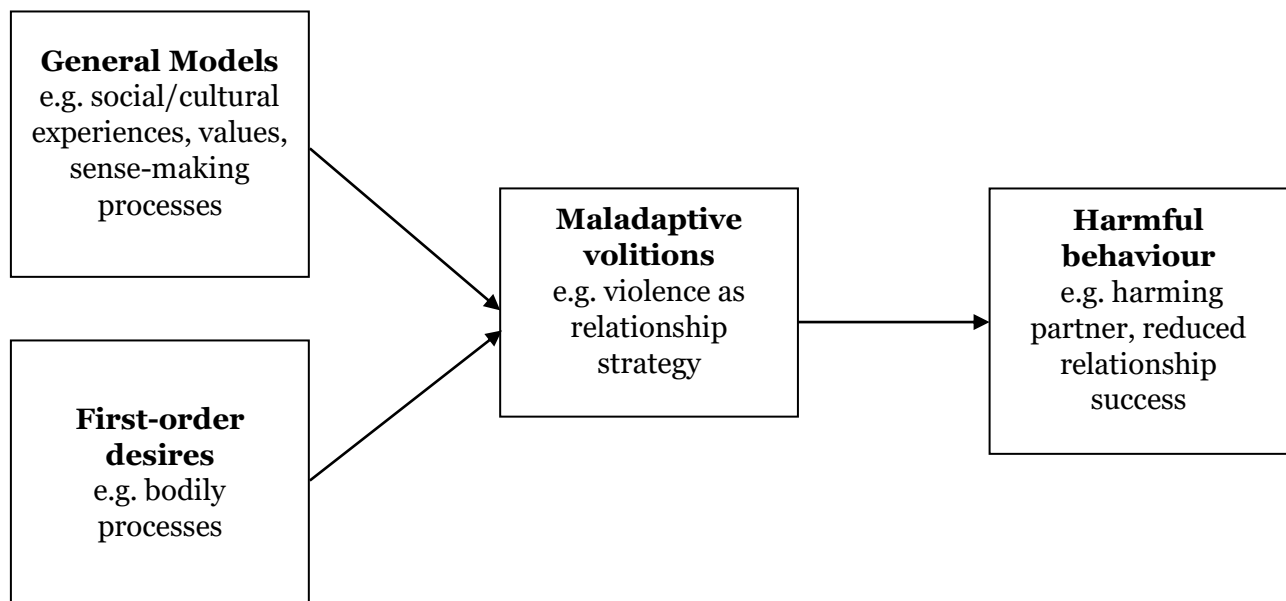 General Models
e.g. social/cultural
experiences, values,
sense-making
processes
First-order
desires
e.g. bodily
processes
Maladaptive
volitions
e.g. violence as
relationship
strategy
Harmful
behaviour
e.g. harming
partner, reduced
relationship
success